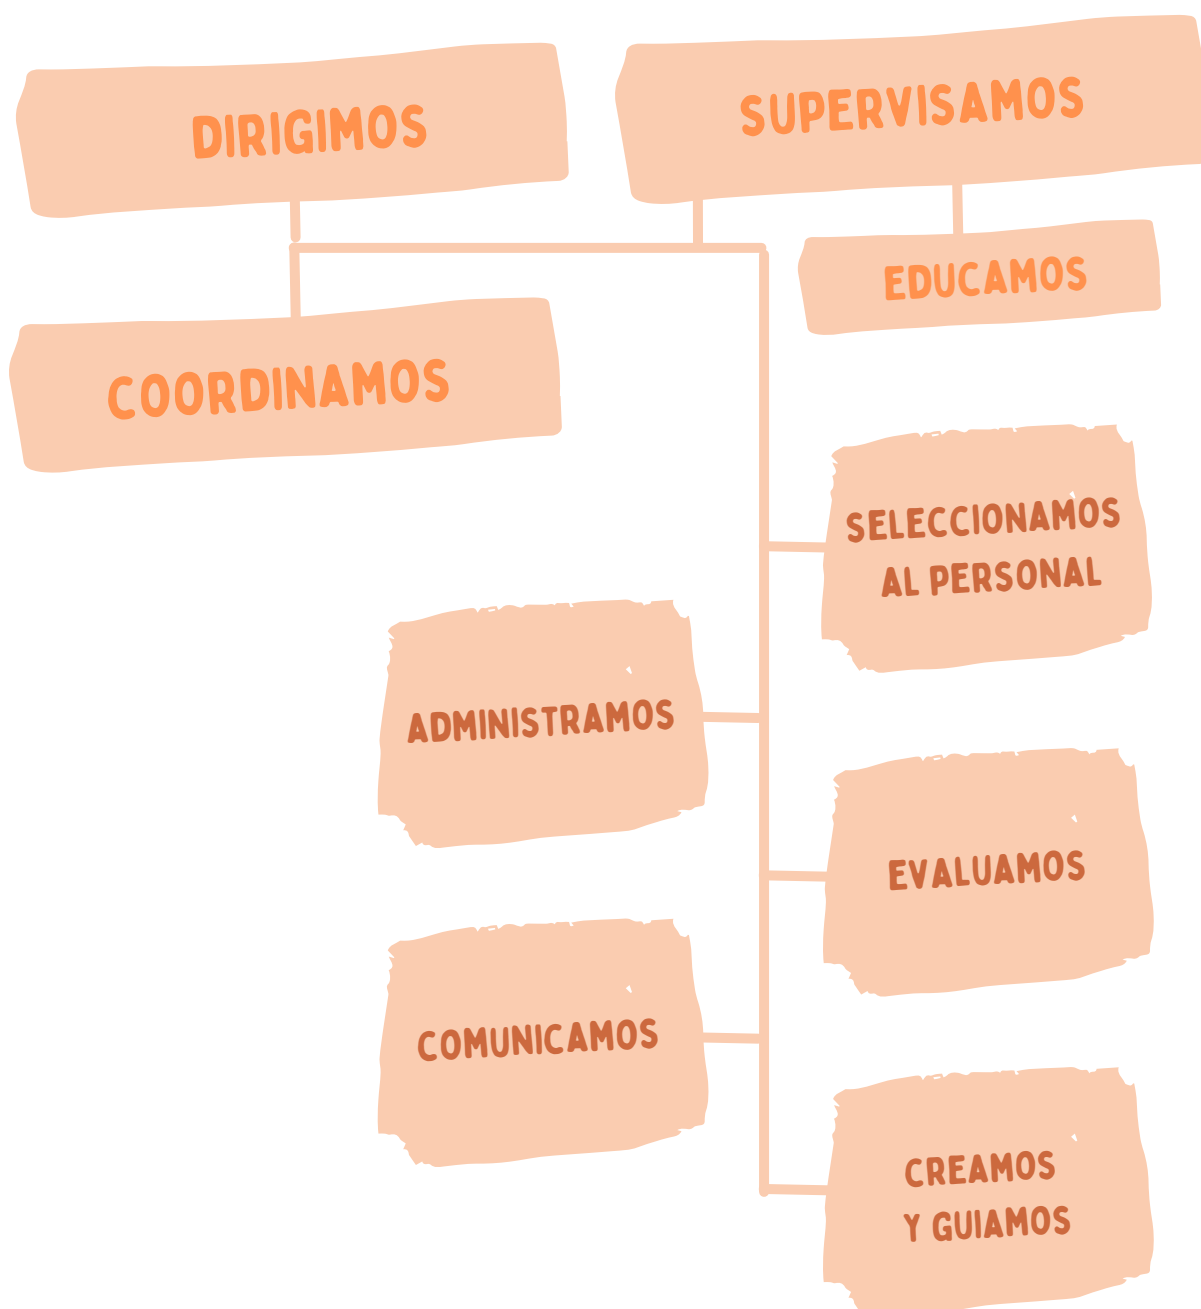 DIRIGIMOS
SUPERVISAMOS
EDUCAMOS
COORDINAMOS
SELECCIONAMOS
AL PERSONAL
ADMINISTRAMOS
EVALUAMOS
COMUNICAMOS
CREAMOS
Y GUIAMOS